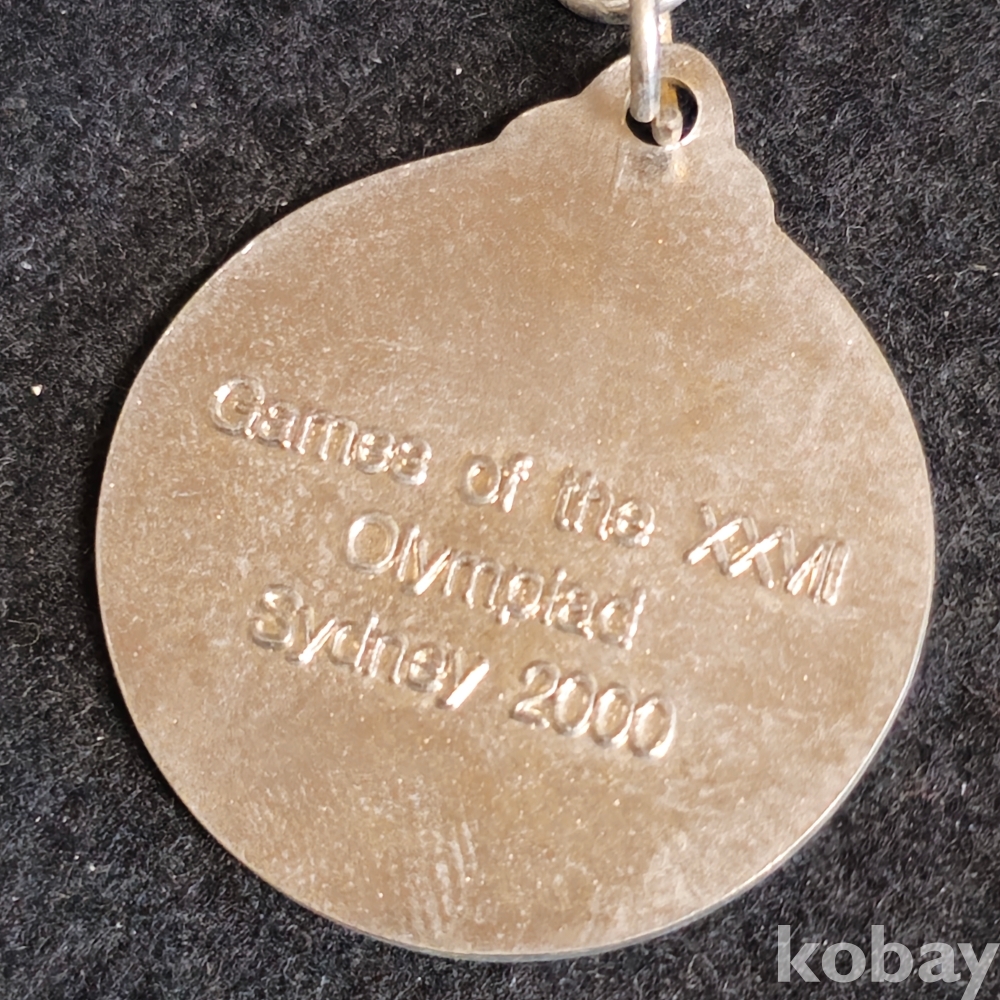 Games of the XXVII
Olympiad
Sydney 2000
kobay